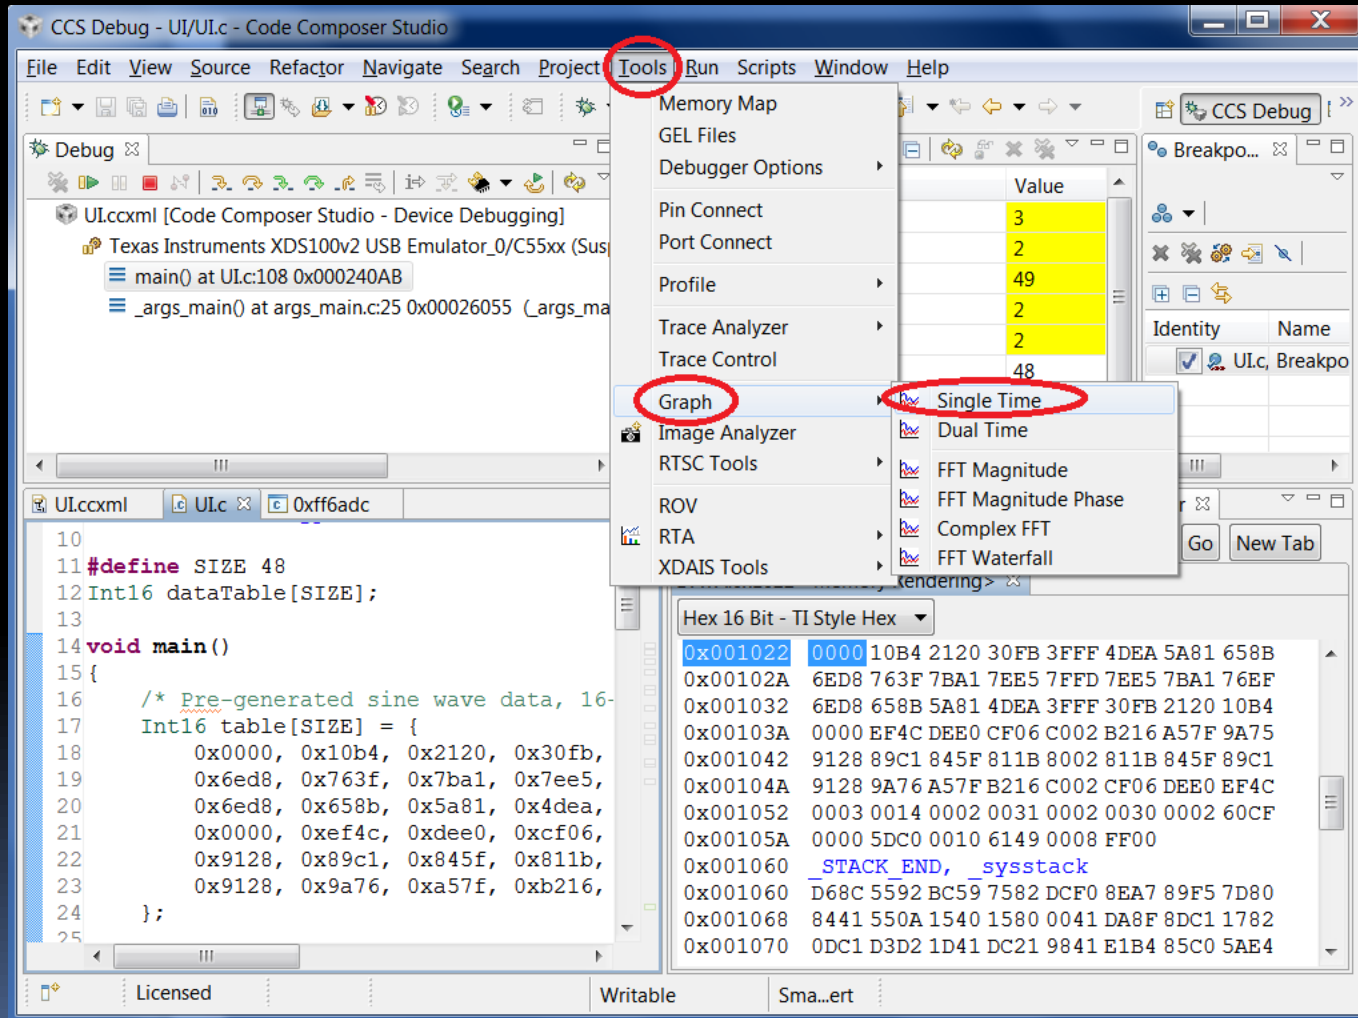 CCS Debug - UI/UI.c - Code Composer Studio
File Edit View Source Refactor Navigate Search Project Tools Run Scripts Window Help
CCS Debug
Debug
UI.ccxml [Code Composer Studio - Device Debugging]
Texas Instruments XDS100v2 USB Emulator_0/C55xx (Sus
main() at UI.c:108 0x000240AB
_args_main() at args_main.c:25 0x00026055 (_args_ma
Memory Map
GEL Files
Debugger Options
Pin Connect
Port Connect
Profile
Trace Analyzer
Trace Control
Graph
Image Analyzer
RTSC Tools
ROV
RTA
XDAIS Tools
Single Time
Dual Time
FFT Magnitude
FFT Magnitude Phase
Complex FFT
FFT Waterfall
Value
3
2
49
2
2
48
Breakpo...
Identity Name
UI.c, Breakpo
UI.ccxml UI.c 0xff6adc
10
11 #define SIZE 48
12 Int16 dataTable[SIZE];
13
14 void main()
15 {
16 /* Pre-generated sine wave data, 16-
17 Int16 table[SIZE] = {
18 0x0000, 0x10b4, 0x2120, 0x30fb,
19 0x6ed8, 0x763f, 0x7ba1, 0x7ee5,
20 0x6ed8, 0x658b, 0x5a81, 0x4dea,
21 0x0000, 0xef4c, 0xdee0, 0xcf06,
22 0x9128, 0x89c1, 0x845f, 0x811b,
23 0x9128, 0x9a76, 0xa57f, 0xb216,
24 };
25
Go New Tab
Rendering>
Hex 16 Bit - TI Style Hex
0x001022 0000 10B4 2120 30FB 3FFF 4DEA 5A81 658B
0x00102A 6ED8 763F 7BA1 7EE5 7FFD 7EE5 7BA1 76EF
0x001032 6ED8 658B 5A81 4DEA 3FFF 30FB 2120 10B4
0x00103A 0000 EF4C DEE0 CF06 C002 B216 A57F 9A75
0x001042 9128 89C1 845F 811B 8002 811B 845F 89C1
0x00104A 9128 9A76 A57F B216 C002 CF06 DEE0 EF4C
0x001052 0003 0014 0002 0031 0002 0030 0002 60CF
0x00105A 0000 5DC0 0010 6149 0008 FF00
0x001060 _STACK_END, _sysstack
0x001060 D68C 5592 BC59 7582 DCF0 8EA7 89F5 7D80
0x001068 8441 550A 1540 1580 0041 DA8F 8DC1 1782
0x001070 0DC1 D3D2 1D41 DC21 9841 E1B4 85C0 5AE4
Licensed
Writable
Sma...ert